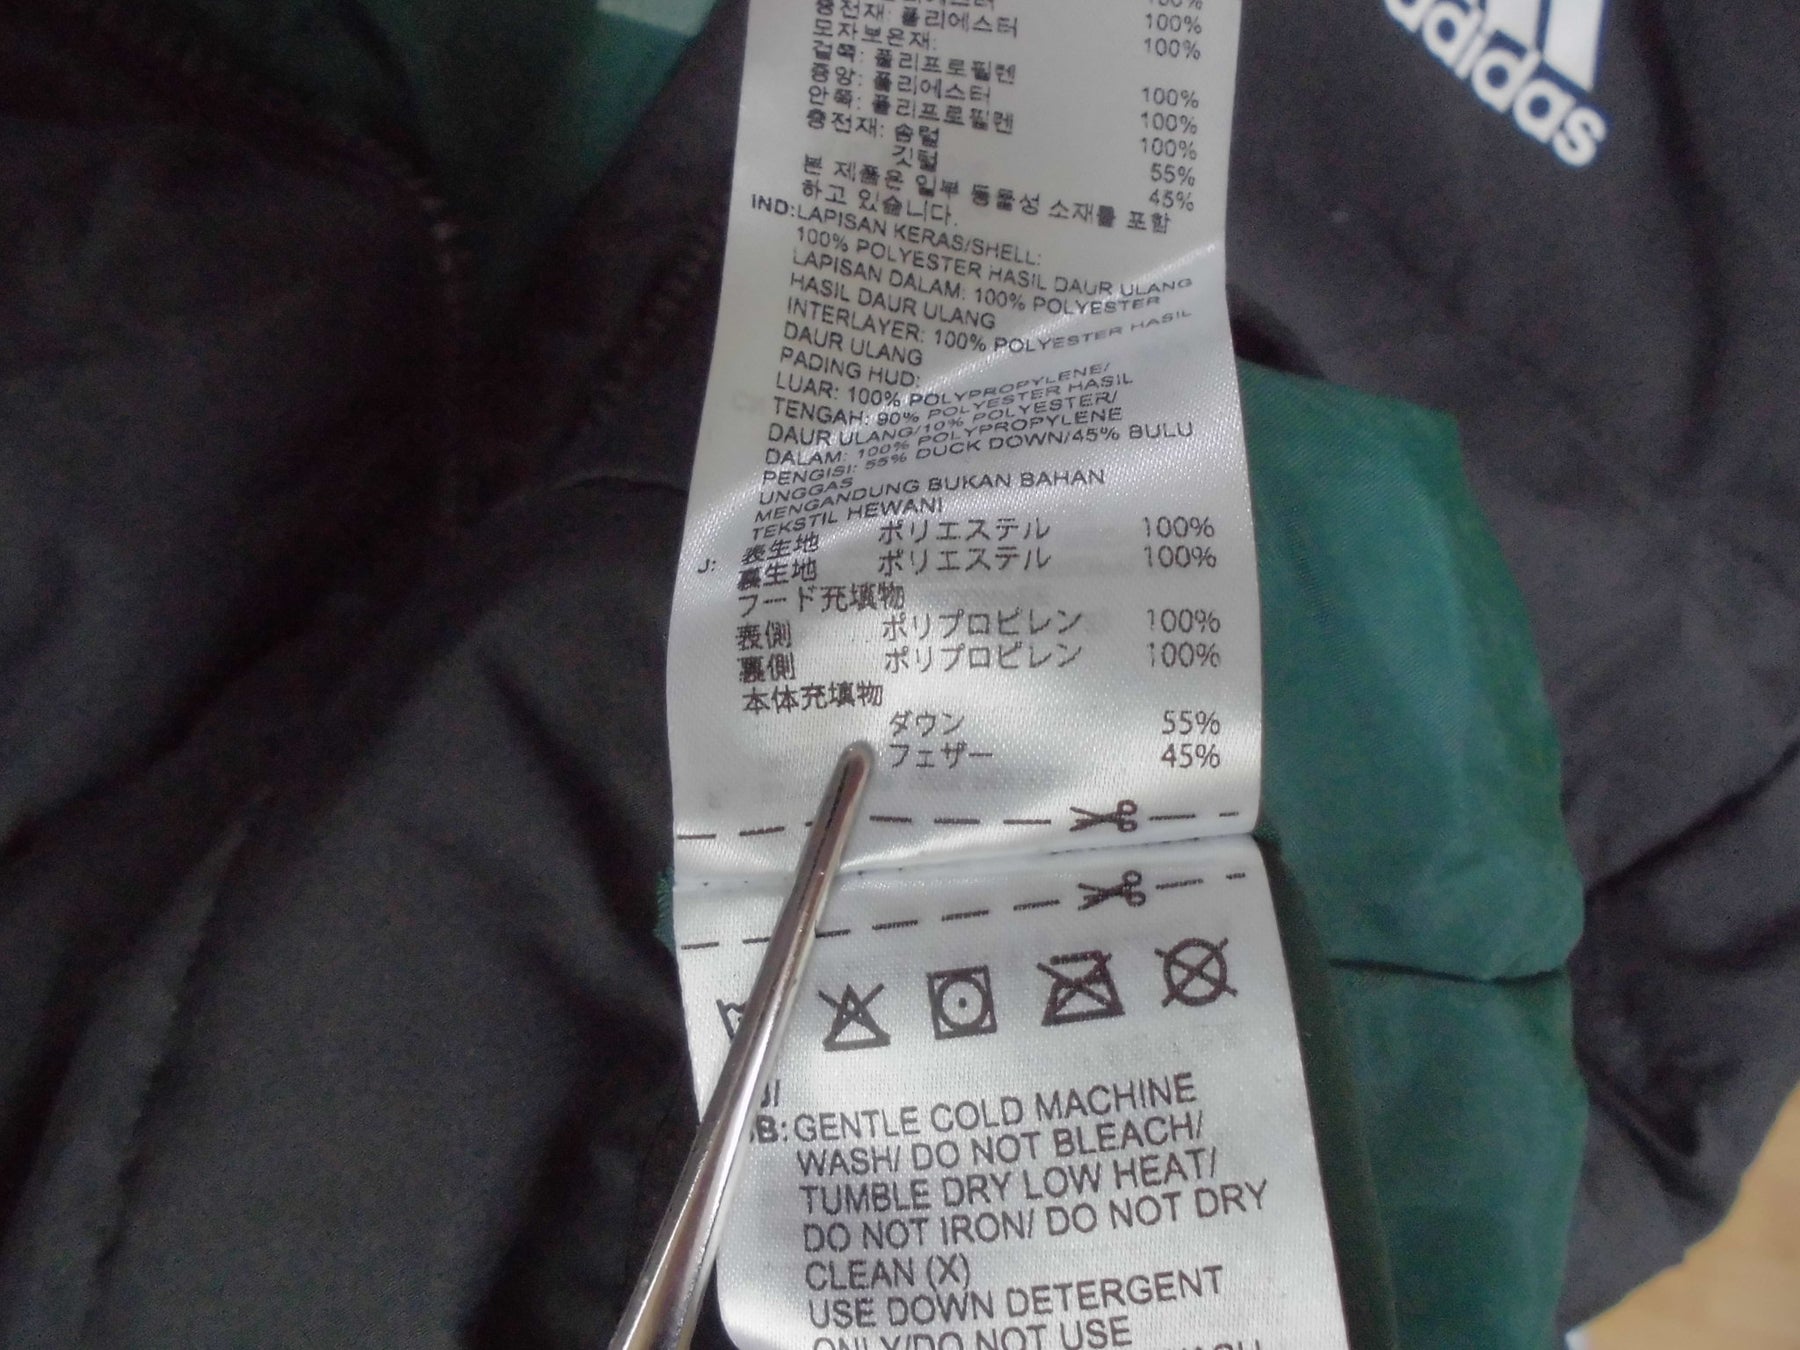 충전재: 폴리에스터 100%
모자보온재: 100%
겉쪽: 폴리프로필렌 100%
중앙: 폴리에스터 100%
안쪽: 폴리프로필렌 100%
충전재: 솜털 55%
깃털 45%
본 제품은 일부 동물성 소재를 포함
하고 있습니다.
IND:LAPISAN KERAS/SHELL:
100% POLYESTER HASIL DAUR ULANG
LAPISAN DALAM: 100% POLYESTER
HASIL DAUR ULANG
INTERLAYER: 100% POLYESTER HASIL
DAUR ULANG
PADING HUD:
LUAR: 100% POLYPROPYLENE/
TENGAH: 90% POLYESTER HASIL
DAUR ULANG/10% POLYESTER/
DALAM: 100% POLYPROPYLENE
PENGISI: 55% DUCK DOWN/45% BULU
UNGGAS
MENGANDUNG BUKAN BAHAN
TEKSTIL HEWANI
J: 表生地 ポリエステル 100%
裏生地 ポリエステル 100%
フード充填物
表側 ポリプロピレン 100%
裏側 ポリプロピレン 100%
本体充填物
ダウン 55%
フェザー 45%
B: GENTLE COLD MACHINE
WASH/ DO NOT BLEACH/
TUMBLE DRY LOW HEAT/
DO NOT IRON/ DO NOT DRY
CLEAN (X)
USE DOWN DETERGENT
ONLY/DO NOT USE
adidas